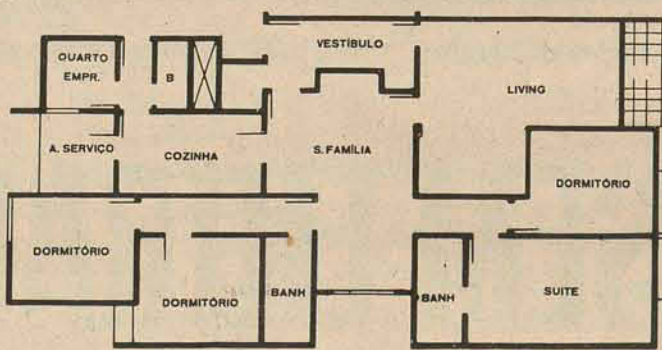 VESTÍBULO
QUARTO
EMPR.
B
LIVING
A. SERVIÇO
COZINHA
S. FAMÍLIA
DORMITÓRIO
DORMITÓRIO
DORMITÓRIO
BANH
BANH
SUITE